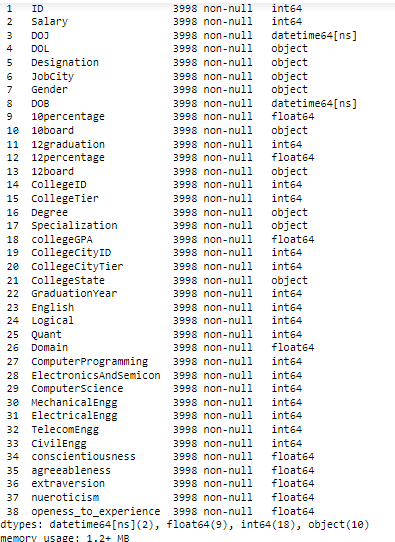 1 ID 3998 non-null int64
2 Salary 3998 non-null int64
3 DOJ 3998 non-null datetime64[ns]
4 DOL 3998 non-null object
5 Designation 3998 non-null object
6 JobCity 3998 non-null object
7 Gender 3998 non-null object
8 DOB 3998 non-null datetime64[ns]
9 10percentage 3998 non-null float64
10 10board 3998 non-null object
11 12graduation 3998 non-null int64
12 12percentage 3998 non-null float64
13 12board 3998 non-null object
14 CollegeID 3998 non-null int64
15 CollegeTier 3998 non-null int64
16 Degree 3998 non-null object
17 Specialization 3998 non-null object
18 collegeGPA 3998 non-null float64
19 CollegeCityID 3998 non-null int64
20 CollegeCityTier 3998 non-null int64
21 CollegeState 3998 non-null object
22 GraduationYear 3998 non-null int64
23 English 3998 non-null int64
24 Logical 3998 non-null int64
25 Quant 3998 non-null int64
26 Domain 3998 non-null float64
27 ComputerProgramming 3998 non-null int64
28 ElectronicsAndSemicon 3998 non-null int64
29 ComputerScience 3998 non-null int64
30 MechanicalEngg 3998 non-null int64
31 ElectricalEngg 3998 non-null int64
32 TelecomEngg 3998 non-null int64
33 CivilEngg 3998 non-null int64
34 conscientiousness 3998 non-null float64
35 agreeableness 3998 non-null float64
36 extraversion 3998 non-null float64
37 nueroticism 3998 non-null float64
38 openess_to_experience 3998 non-null float64
dtypes: datetime64[ns](2), float64(9), int64(18), object(10)
memory usage: 1.2+ MB